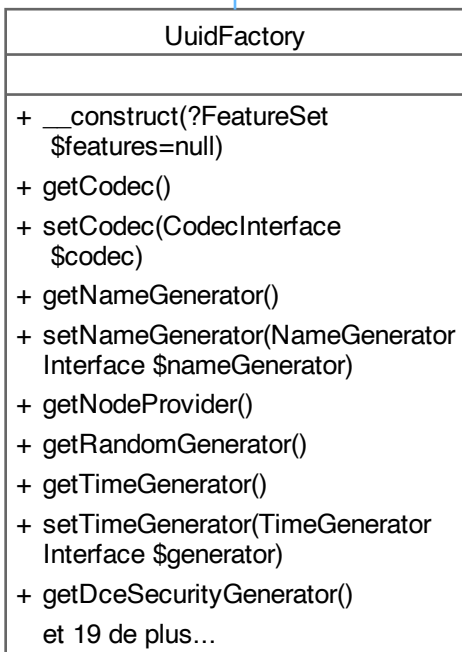 UuidFactory
+ __construct(?FeatureSet
$features=null)
+ getCodec()
+ setCodec(CodecInterface
$codec)
+ getNameGenerator()
+ setNameGenerator(NameGenerator
Interface $nameGenerator)
+ getNodeProvider()
+ getRandomGenerator()
+ getTimeGenerator()
+ setTimeGenerator(TimeGenerator
Interface $generator)
+ getDceSecurityGenerator()
et 19 de plus...